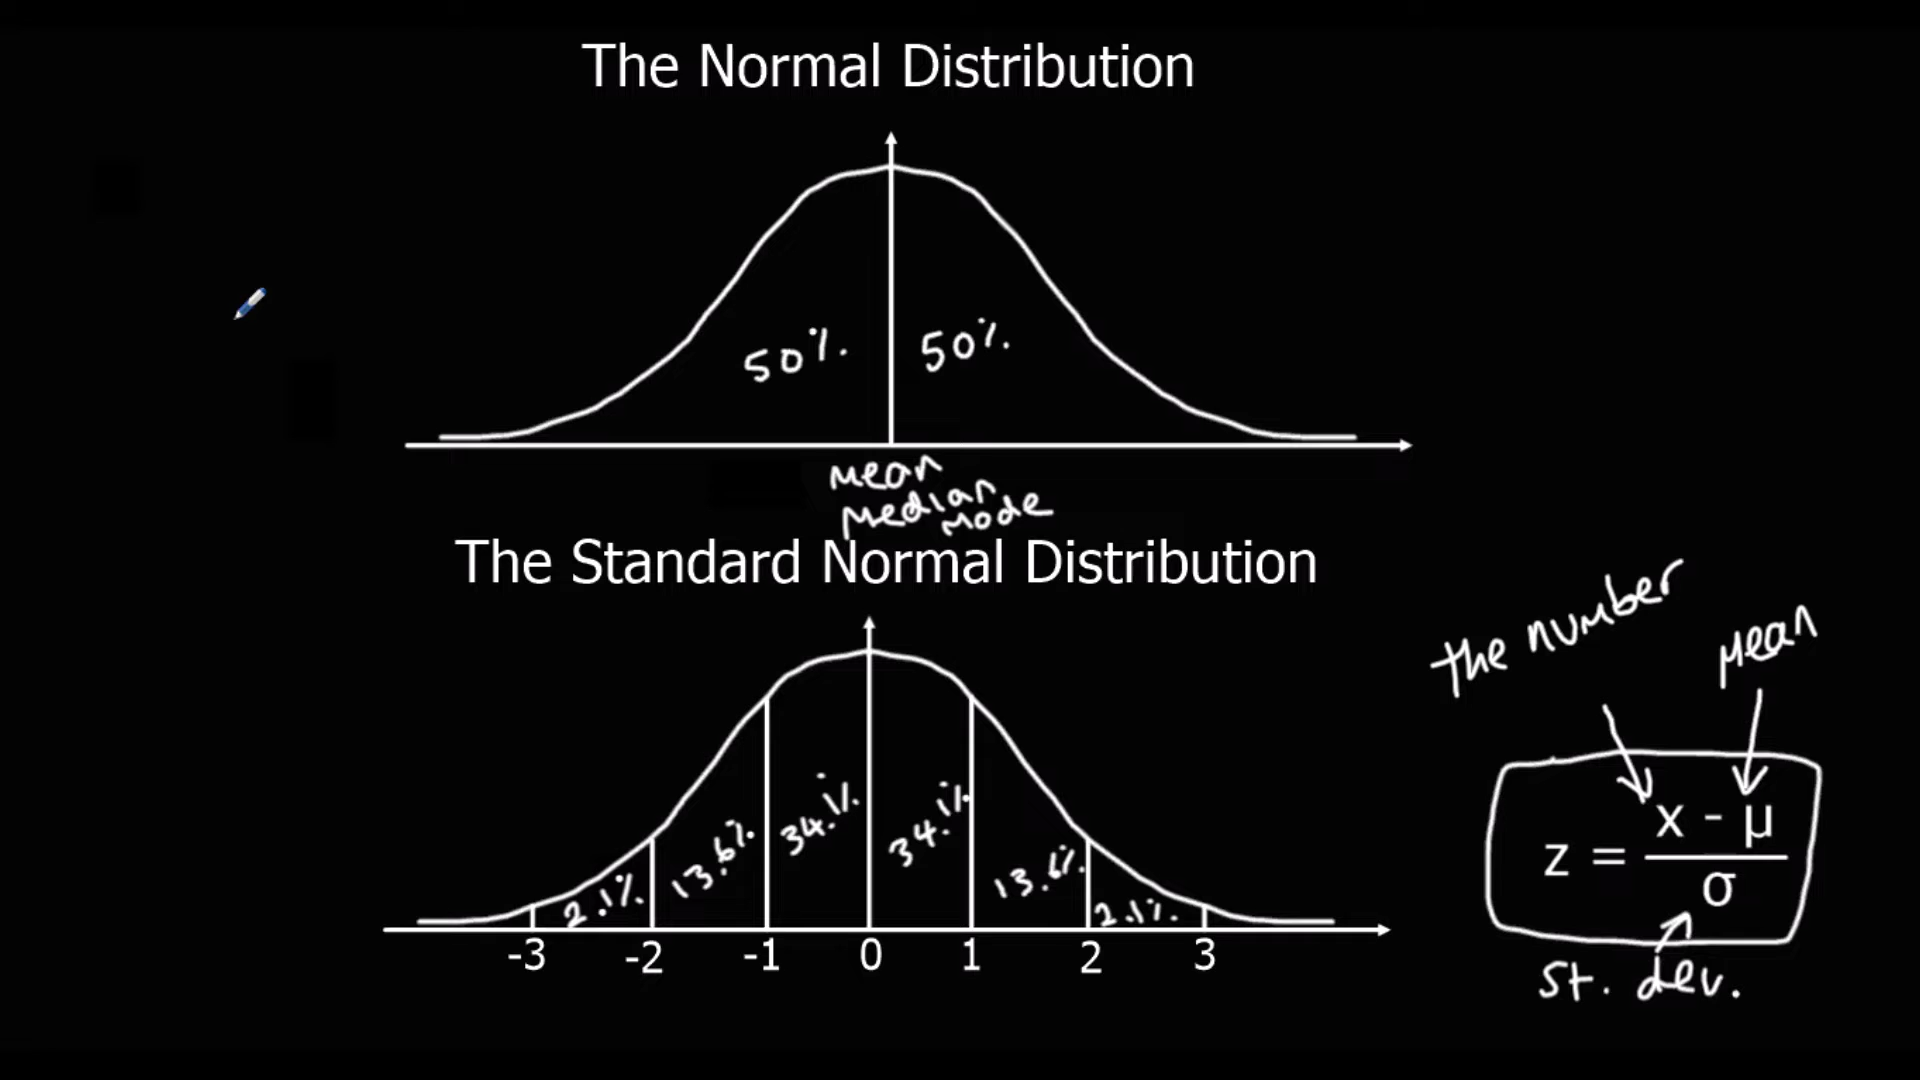 The Normal Distribution
50%.
50%.
mean
median
mode
The Standard Normal Distribution
the number
mean
34.1%
34.1%
13.6%
13.6%
2.1%
2.1%.
z = x - μ
σ
-3 -2 -1 0 1 2 3
st. dev.